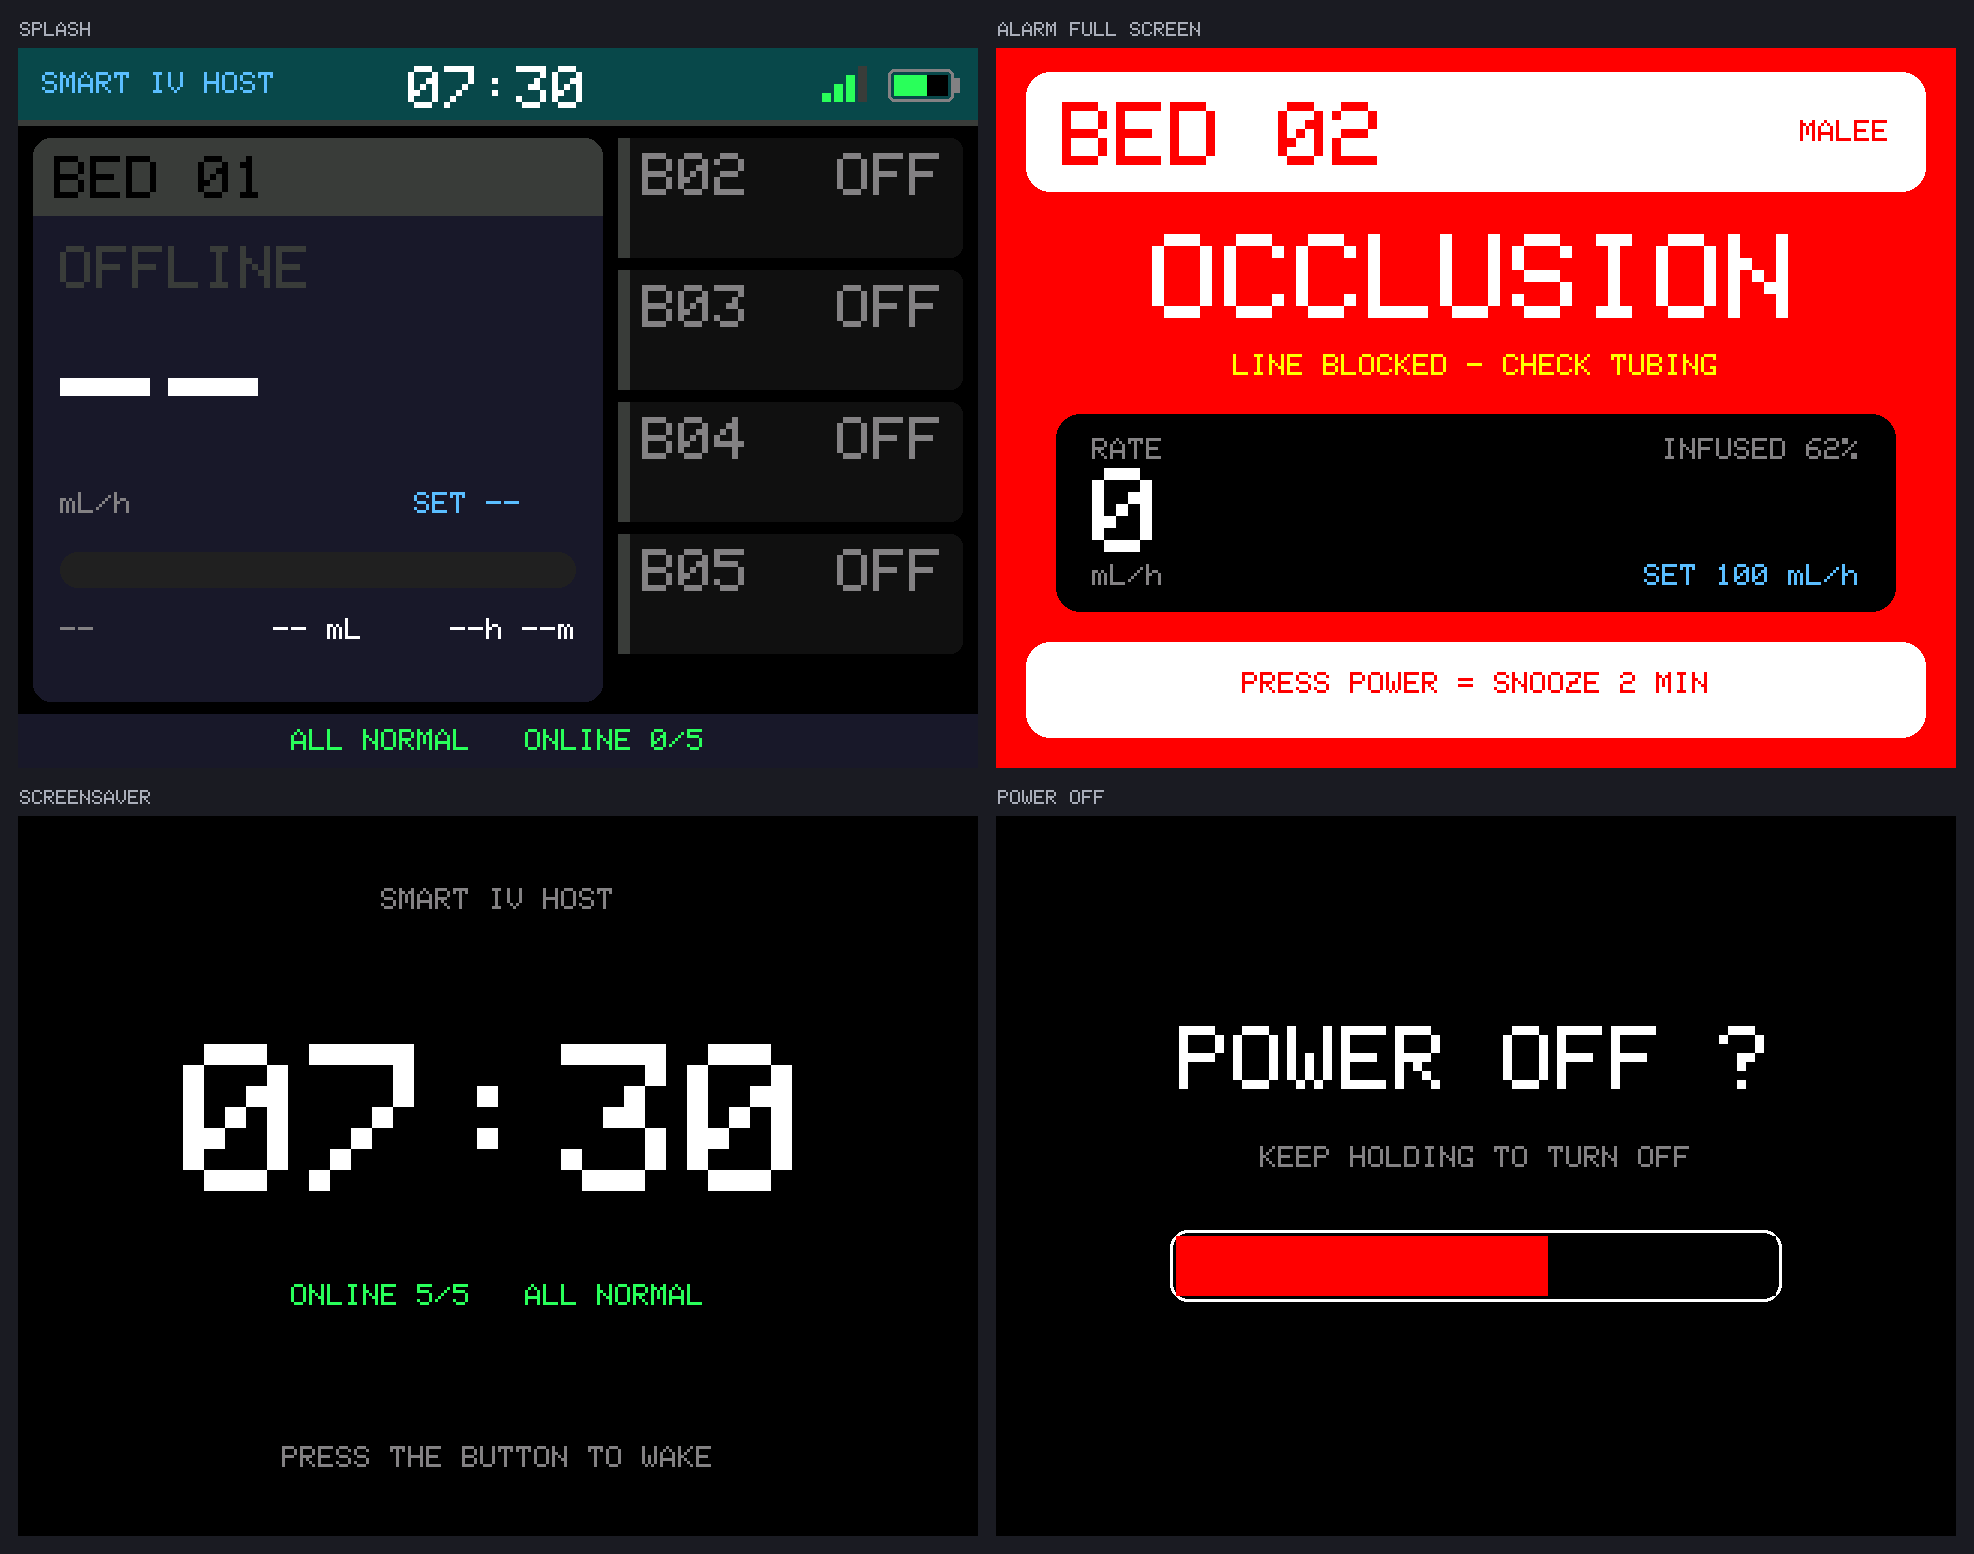 SPLASH
SMART IV HOST 07:30
BED 01
OFFLINE
-- 
mL/h SET --
-- -- mL --h --m
B02 OFF
B03 OFF
B04 OFF
B05 OFF
ALL NORMAL ONLINE 0/5
ALARM FULL SCREEN
BED 02 MALEE
OCCLUSION
LINE BLOCKED - CHECK TUBING
RATE INFUSED 62%
0
mL/h SET 100 mL/h
PRESS POWER = SNOOZE 2 MIN
SCREENSAVER
SMART IV HOST
07:30
ONLINE 5/5 ALL NORMAL
PRESS THE BUTTON TO WAKE
POWER OFF
POWER OFF ?
KEEP HOLDING TO TURN OFF